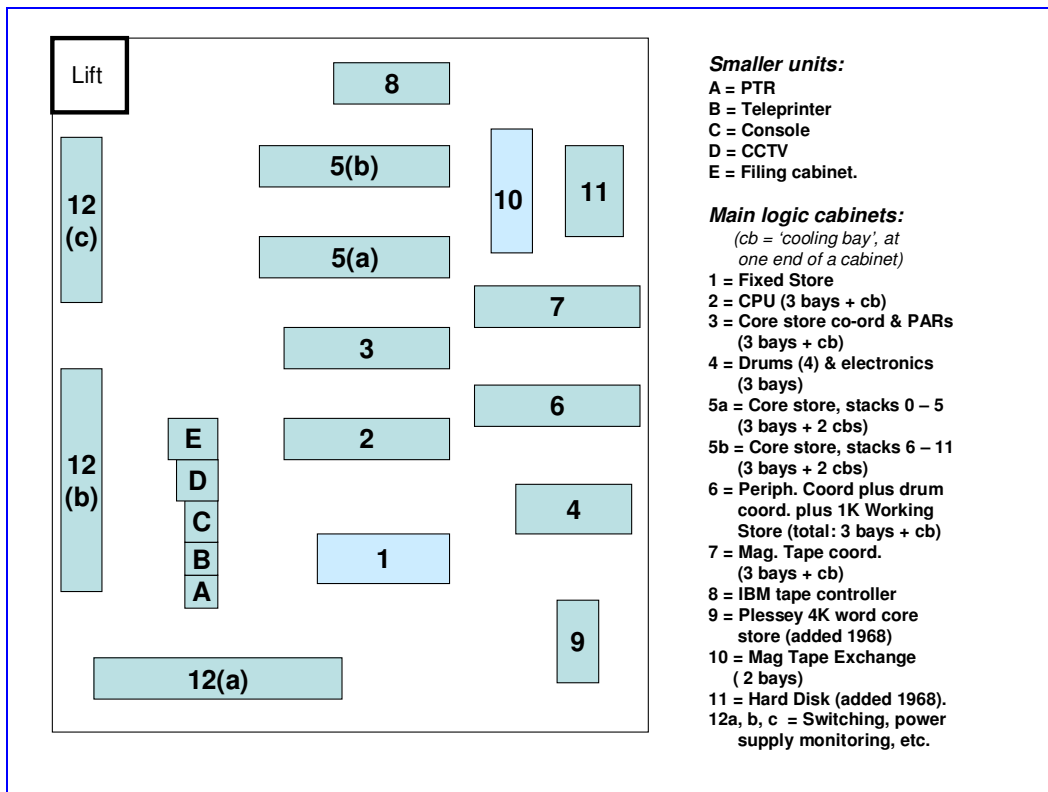 Lift
8
5(b)
10
11
12
(c)
5(a)
7
3
6
E
2
12
(b)
D
4
C
1
B
A
9
12(a)
Smaller units:
A = PTR
B = Teleprinter
C = Console
D = CCTV
E = Filing cabinet.
Main logic cabinets:
(cb = ‘cooling bay’, at
one end of a cabinet)
1 = Fixed Store
2 = CPU (3 bays + cb)
3 = Core store co-ord & PARs
(3 bays + cb)
4 = Drums (4) & electronics
(3 bays)
5a = Core store, stacks 0 – 5
(3 bays + 2 cbs)
5b = Core store, stacks 6 – 11
(3 bays + 2 cbs)
6 = Periph. Coord plus drum
coord. plus 1K Working
Store (total: 3 bays + cb)
7 = Mag. Tape coord.
(3 bays + cb)
8 = IBM tape controller
9 = Plessey 4K word core
store (added 1968)
10 = Mag Tape Exchange
( 2 bays)
11 = Hard Disk (added 1968).
12a, b, c = Switching, power
supply monitoring, etc.